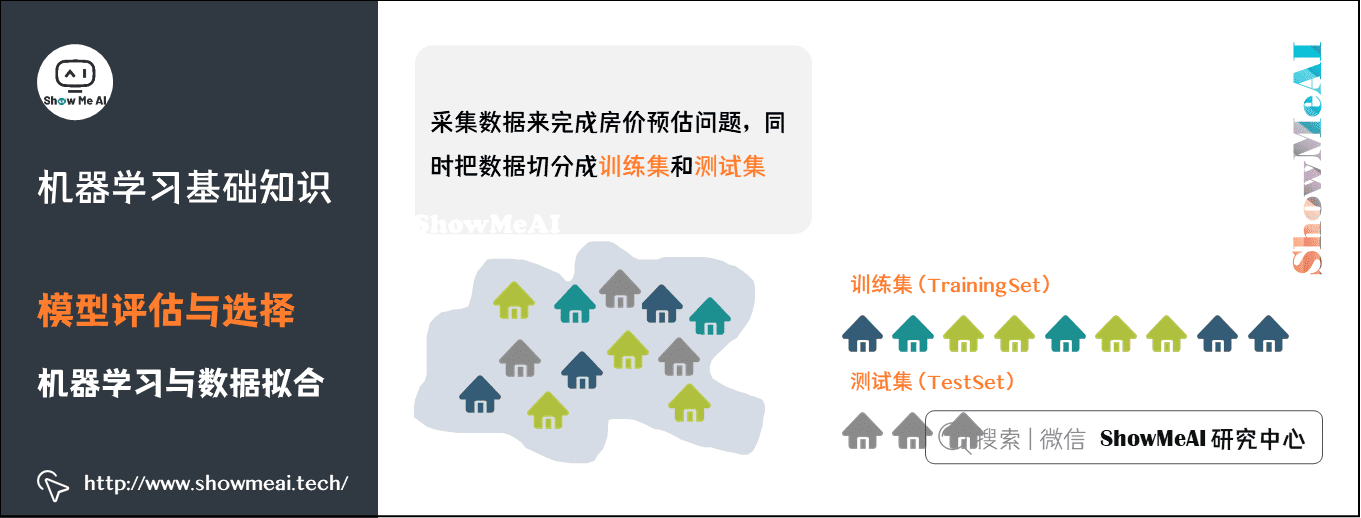 Show Me AI
机器学习基础知识
模型评估与选择
机器学习与数据拟合
http://www.showmeai.tech/
采集数据来完成房价预估问题，同
时把数据切分成训练集和测试集
ShowMeAI
训练集（TrainingSet）
测试集（TestSet）
搜索 | 微信 ShowMeAI 研究中心
ShowMeAI